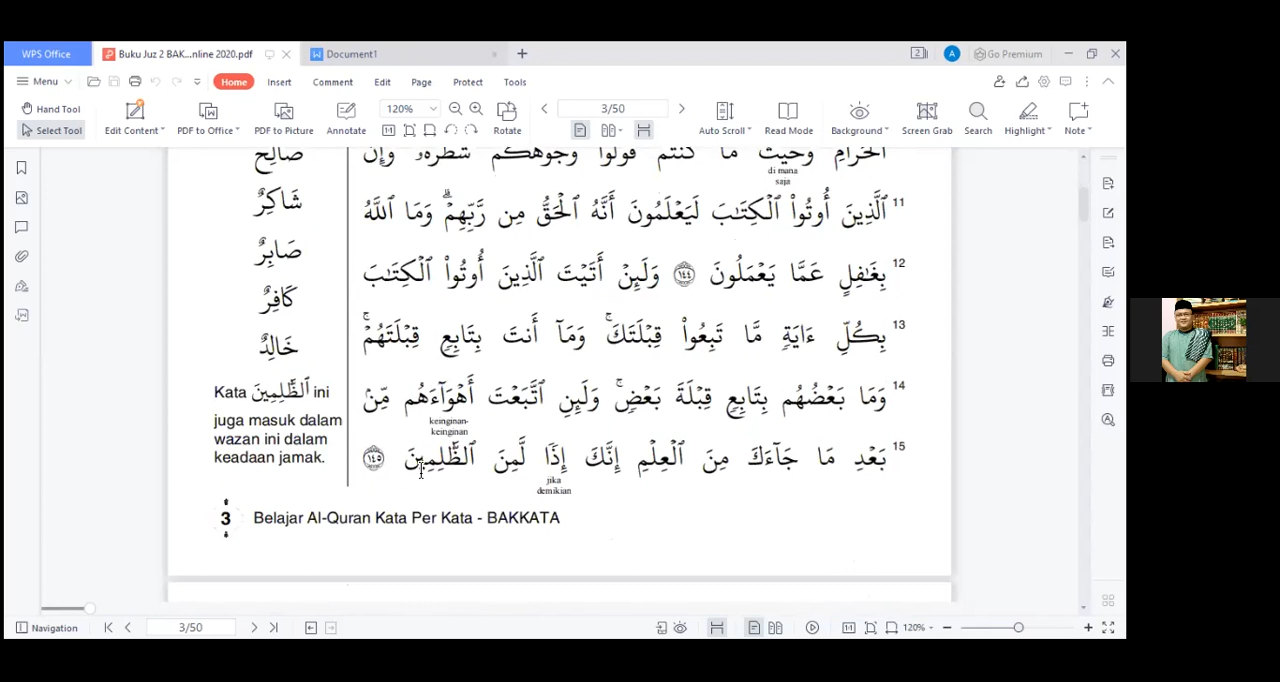 WPS Office
Buku Juz 2 BAK...nline 2020.pdf
Document1
2
A
Go Premium
Menu
Home
Insert
Comment
Edit
Page
Protect
Tools
Hand Tool
Select Tool
Edit Content
PDF to Office
PDF to Picture
Annotate
120%
Rotate
3/50
Auto Scroll
Read Mode
Background
Screen Grab
Search
Highlight
Note
صَالِحٌ
شَاكِرٌ
صَابِرٌ
كَافِرٌ
خَالِدٌ
Kata ٱلظَّٰلِمِينَ ini
juga masuk dalam
wazan ini dalam
keadaan jamak.
ٱلۡحَرَامِ وَحَيۡثُ مَا كُنتُمۡ فَوَلُّواْ وُجُوهَكُمۡ شَطۡرَهُۥ وَإِنَّ
di mana
saja
11 ٱلَّذِينَ أُوتُواْ ٱلۡكِتَٰبَ لَيَعۡلَمُونَ أَنَّهُ ٱلۡحَقُّ مِن رَّبِّهِمۡۗ وَمَا ٱللَّهُ
12 بِغَٰفِلٍ عَمَّا يَعۡمَلُونَ ١٤٤ وَلَئِنۡ أَتَيۡتَ ٱلَّذِينَ أُوتُواْ ٱلۡكِتَٰبَ
13 بِكُلِّ ءَايَةٖ مَّا تَبِعُواْ قِبۡلَتَكَۚ وَمَآ أَنتَ بِتَابِعٖ قِبۡلَتَهُمۡۚ
14 وَمَا بَعۡضُهُم بِتَابِعٖ قِبۡلَةَ بَعۡضٖۚ وَلَئِنِ ٱتَّبَعۡتَ أَهۡوَآءَهُم مِّنۢ
keinginan-
keinginan
15 بَعۡدِ مَا جَآءَكَ مِنَ ٱلۡعِلۡمِ إِنَّكَ إِذٗا لَّمِنَ ٱلظَّٰلِمِينَ ١٤٥
jika
demikian
3 Belajar Al-Quran Kata Per Kata - BAKKATA
Navigation
3/50
120%